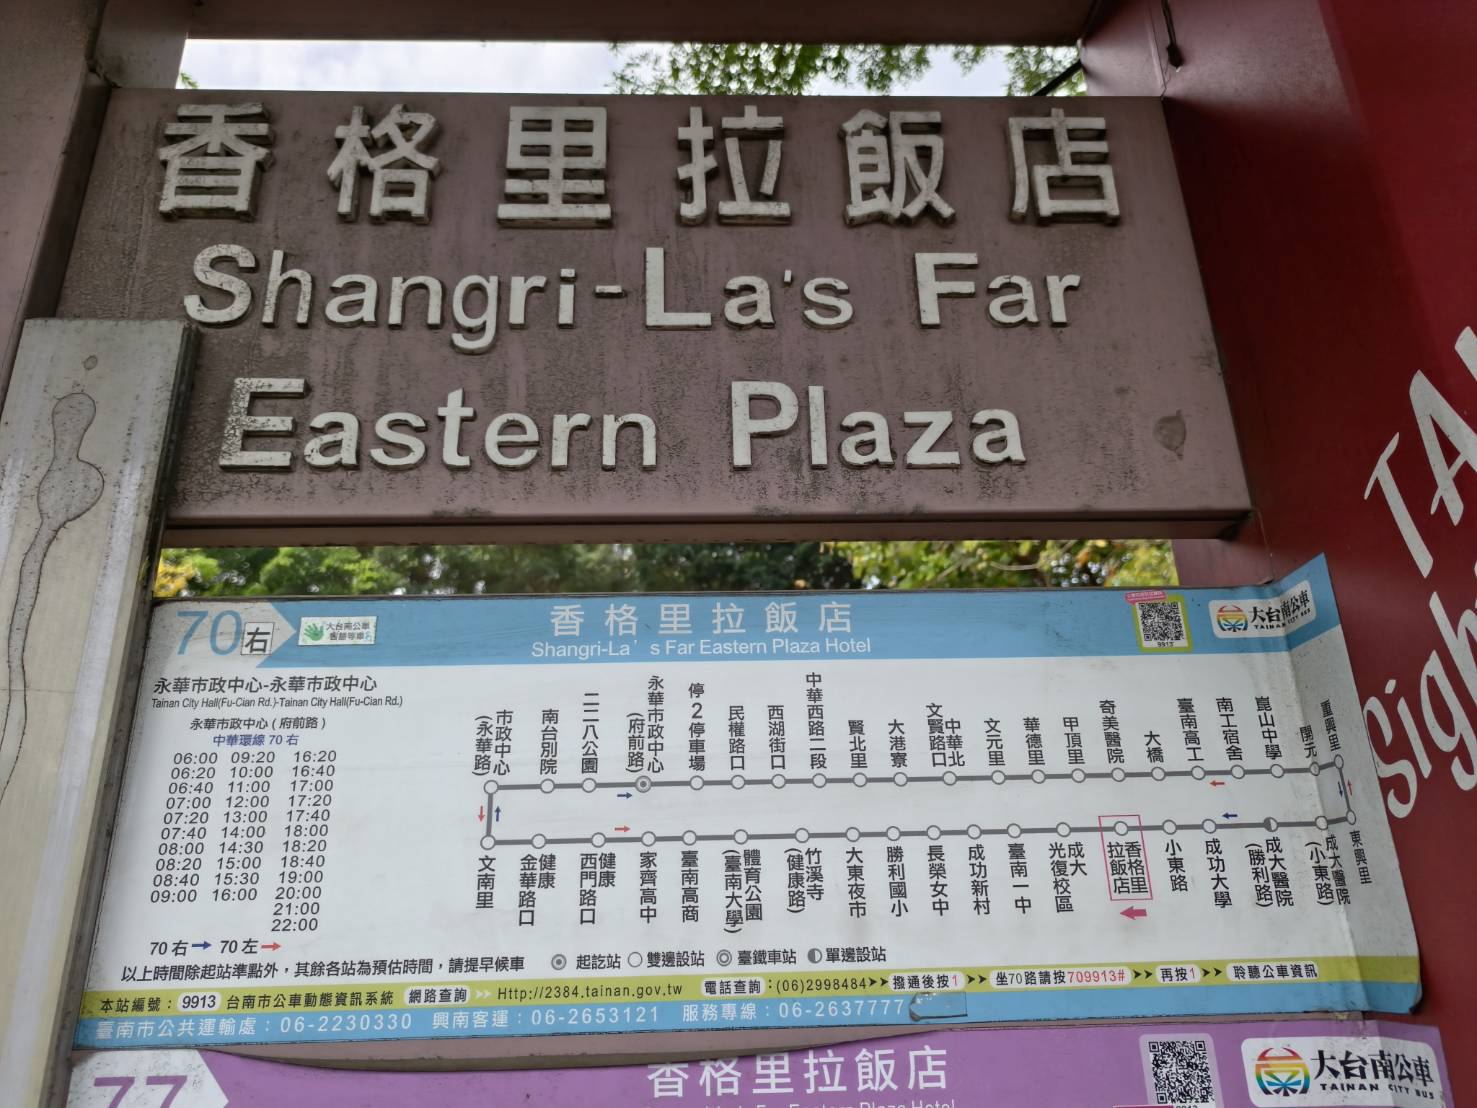 香格里拉飯店
Shangri-La's Far
Eastern Plaza
70右
大台南公車
香格里拉飯店
Shangri-La's Far Eastern Plaza Hotel
9913
大台南公車
TAINAN CITY BUS
永華市政中心-永華市政中心
Tainan City Hall(Fu-Cian Rd.)-Tainan City Hall(Fu-Cian Rd.)
永華市政中心(府前路)
中華環線 70 右
06:00 09:20 16:20
06:20 10:00 16:40
06:40 11:00 17:00
07:00 12:00 17:20
07:20 13:00 17:40
07:40 14:00 18:00
08:00 14:30 18:20
08:20 15:00 18:40
08:40 15:30 19:00
09:00 16:00 20:00
21:00
22:00
市政中心(永華路)
南台別院
二二八公園
永華市政中心(府前路)
停2停車場
民權路口
西湖街口
中華西路二段
賢北里
大港寮
中華北文賢路口
文元里
華德里
甲頂里
奇美醫院
大橋
臺南高工
南工宿舍
崑山中學
開元
重興里
文南里
健康金華路口
健康西門路口
家齊高中
臺南高商
體育公園(臺南大學)
竹溪寺(健康路)
大東夜市
勝利國小
長榮女中
成功新村
臺南一中
成大光復校區
香格里拉飯店
小東路
成功大學
成大醫院(勝利路)
成大醫院(小東路)
東興里
70 右→ 70 左→
以上時間除起站準點外，其餘各站為預估時間，請提早候車
起訖站 雙邊設站 臺鐵車站 單邊設站
本站編號：9913 台南市公車動態資訊系統 網路查詢 Http://2384.tainan.gov.tw 電話查詢：(06)2998484 撥通後按1 坐70路請按709913# 再按1 聆聽公車資訊
臺南市公共運輸處：06-2230330 興南客運：06-2653121 服務專線：06-2637777
77
香格里拉飯店
大台南公車
TAINAN CITY BUS